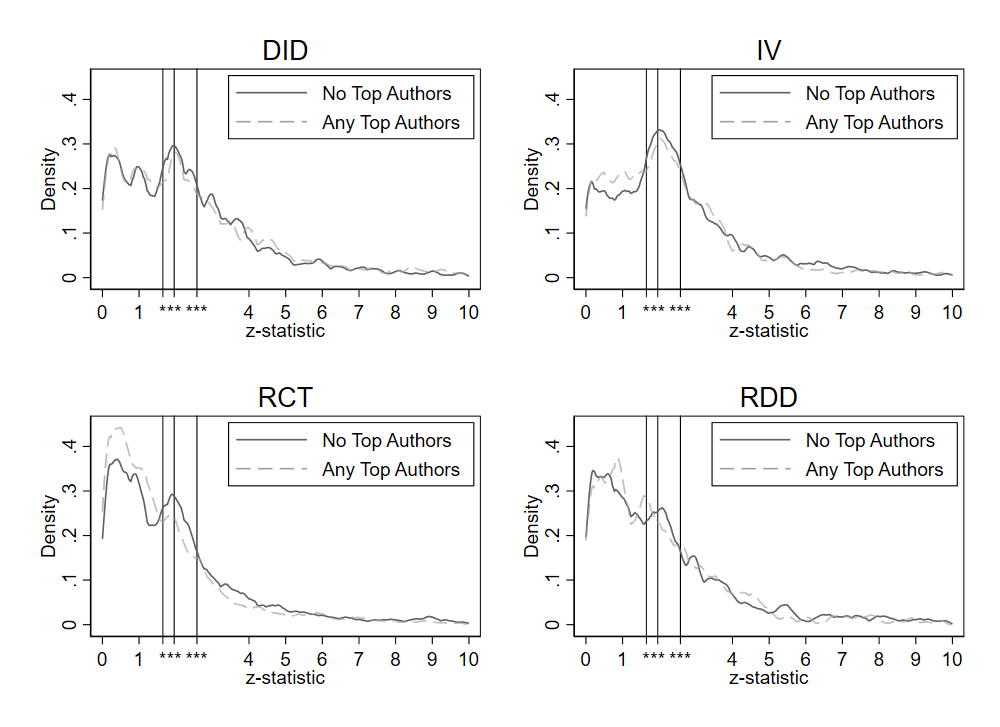 DID
No Top Authors
Any Top Authors
Density
0 .1 .2 .3 .4
0 1 *** *** 4 5 6 7 8 9 10
z-statistic
IV
No Top Authors
Any Top Authors
Density
0 .1 .2 .3 .4
0 1 *** *** 4 5 6 7 8 9 10
z-statistic
RCT
No Top Authors
Any Top Authors
Density
0 .1 .2 .3 .4
0 1 *** *** 4 5 6 7 8 9 10
z-statistic
RDD
No Top Authors
Any Top Authors
Density
0 .1 .2 .3 .4
0 1 *** *** 4 5 6 7 8 9 10
z-statistic